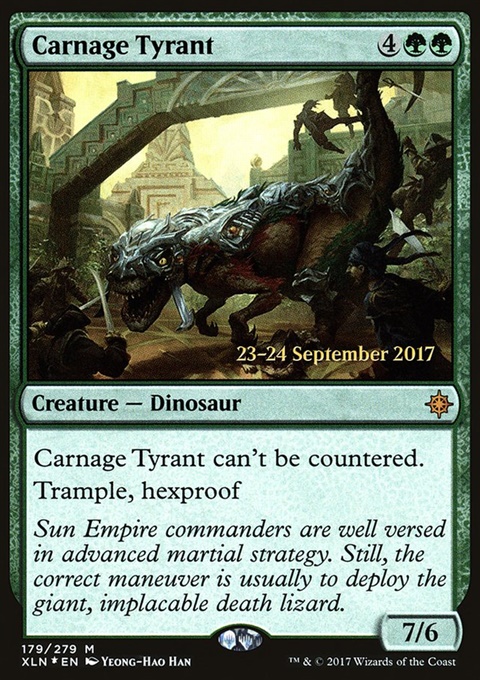 Carnage Tyrant 4
23–24 September 2017
Creature — Dinosaur
Carnage Tyrant can't be countered.
Trample, hexproof
Sun Empire commanders are well versed
in advanced martial strategy. Still, the
correct maneuver is usually to deploy the
giant, implacable death lizard.
7/6
179/279 M
XLN EN Yeong-Hao Han
™ & © 2017 Wizards of the Coast